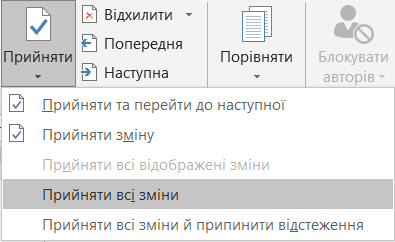 Прийняти
Відхилити
Попередня
Наступна
Порівняти
Блокувати
авторів
Прийняти та перейти до наступної
Прийняти зміну
Прийняти всі відображені зміни
Прийняти всі зміни
Прийняти всі зміни й припинити відстеження